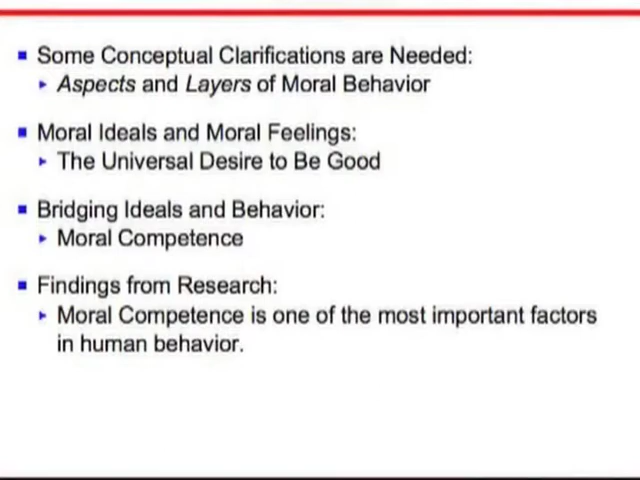 Some Conceptual Clarifications are Needed:
Aspects and Layers of Moral Behavior
Moral Ideals and Moral Feelings:
The Universal Desire to Be Good
Bridging Ideals and Behavior:
Moral Competence
Findings from Research:
Moral Competence is one of the most important factors
in human behavior.